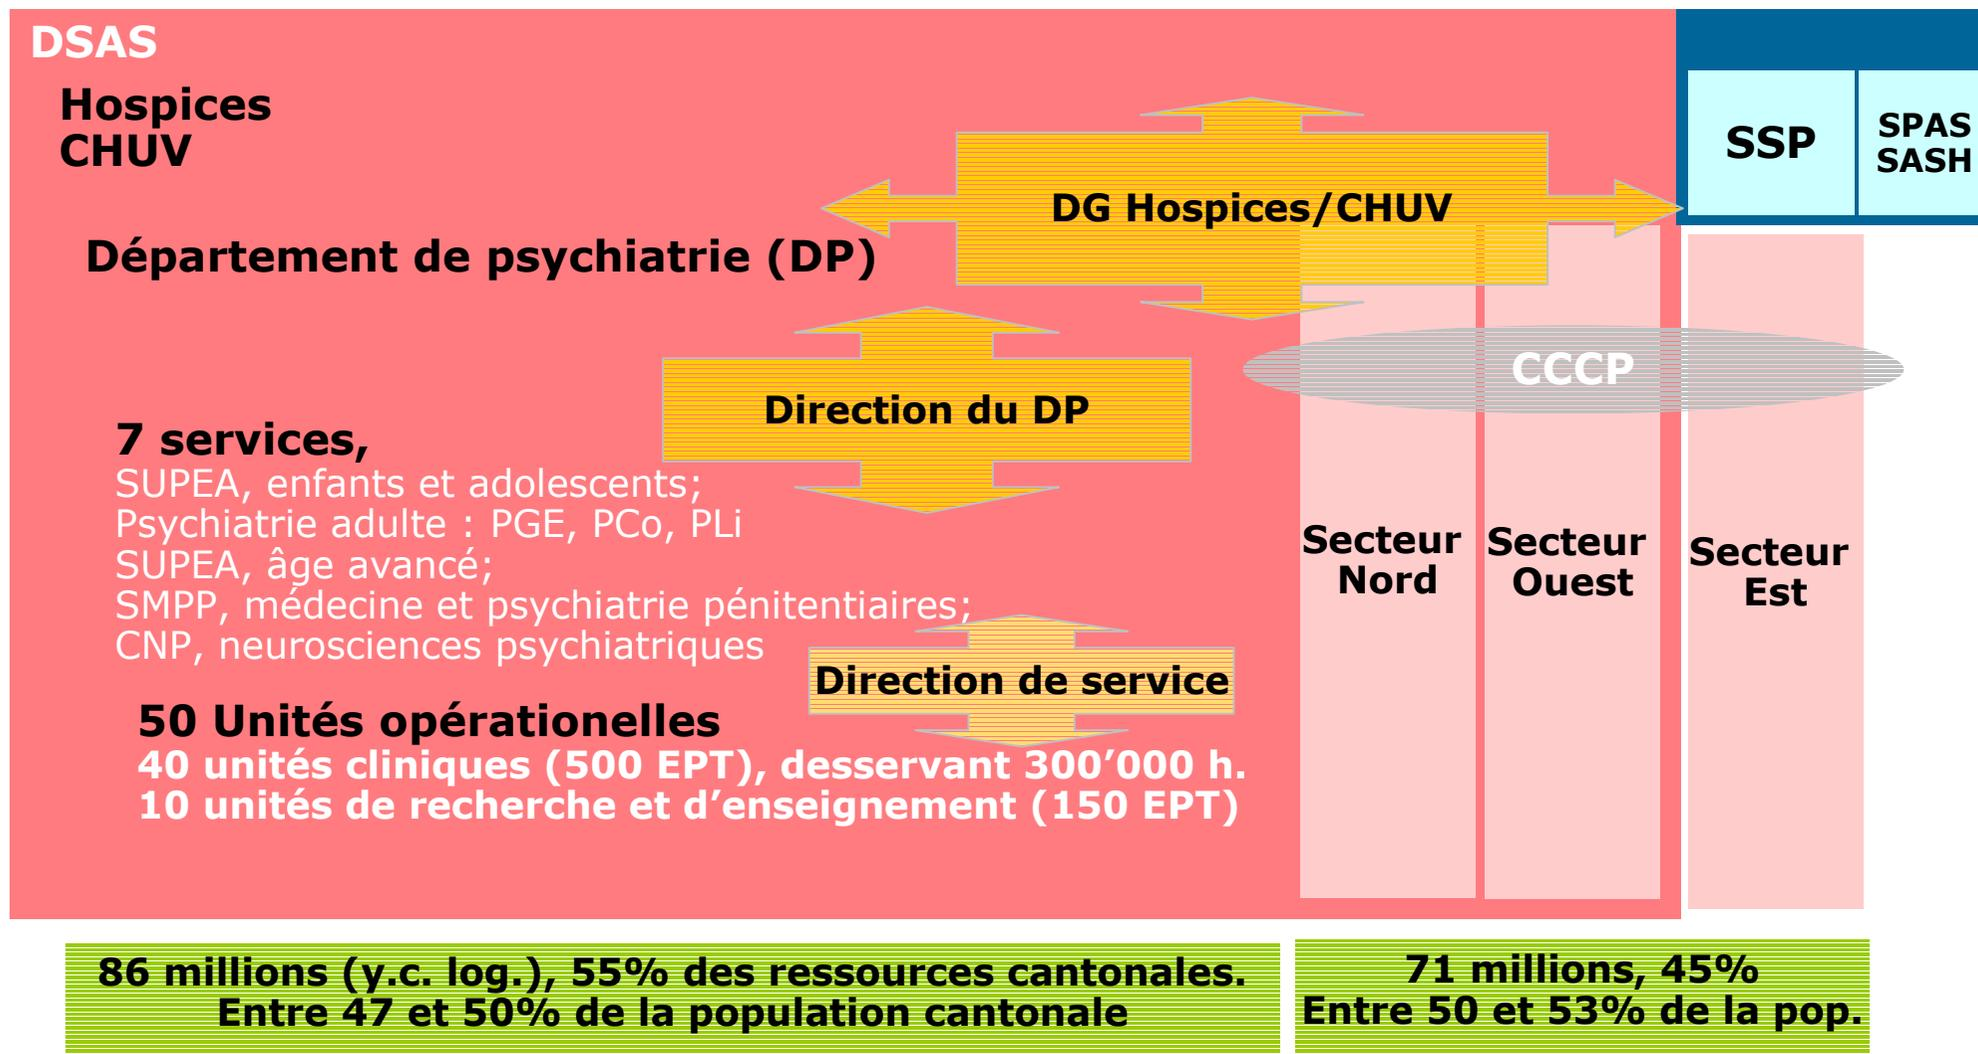 DSAS
Hospices
CHUV
SSP
SPAS
SASH
DG Hospices/CHUV
Département de psychiatrie (DP)
CCCP
Direction du DP
7 services,
SUPEA, enfants et adolescents;
Psychiatrie adulte : PGE, PCo, PLi
SUPEA, âge avancé;
SMPP, médecine et psychiatrie pénitentiaires;
CNP, neurosciences psychiatriques
Secteur
Nord
Secteur
Ouest
Secteur
Est
Direction de service
50 Unités opérationelles
40 unités cliniques (500 EPT), desservant 300’000 h.
10 unités de recherche et d’enseignement (150 EPT)
86 millions (y.c. log.), 55% des ressources cantonales.
Entre 47 et 50% de la population cantonale
71 millions, 45%
Entre 50 et 53% de la pop.